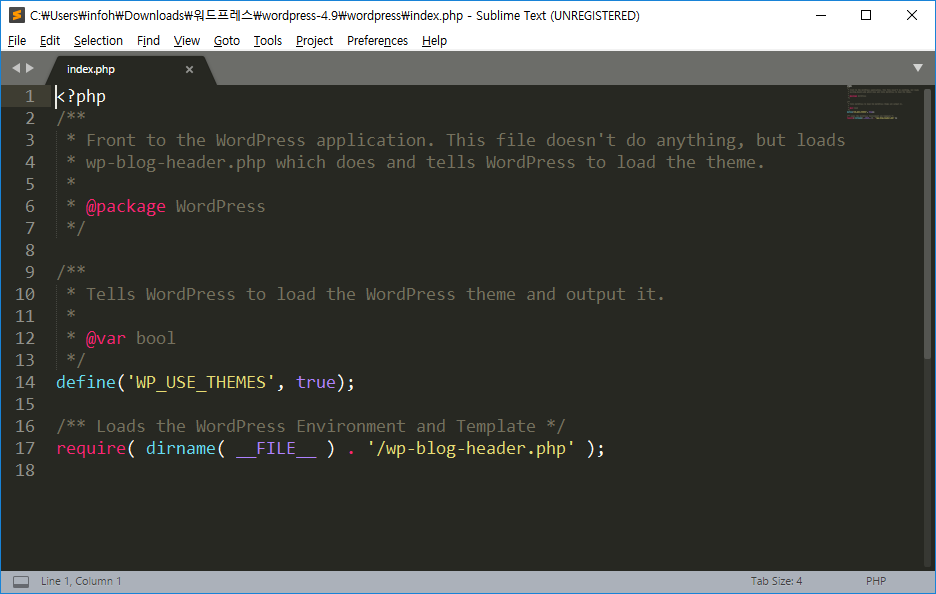 C:₩Users₩infoh₩Downloads₩워드프레스₩wordpress-4.9₩wordpress₩index.php - Sublime Text (UNREGISTERED)
File Edit Selection Find View Goto Tools Project Preferences Help
index.php ×
1 <?php
2 /**
3  * Front to the WordPress application. This file doesn't do anything, but loads
4  * wp-blog-header.php which does and tells WordPress to load the theme.
5  *
6  * @package WordPress
7  */
8
9 /**
10  * Tells WordPress to load the WordPress theme and output it.
11  *
12  * @var bool
13  */
14 define('WP_USE_THEMES', true);
15
16 /** Loads the WordPress Environment and Template */
17 require( dirname( __FILE__ ) . '/wp-blog-header.php' );
18
Line 1, Column 1 Tab Size: 4 PHP